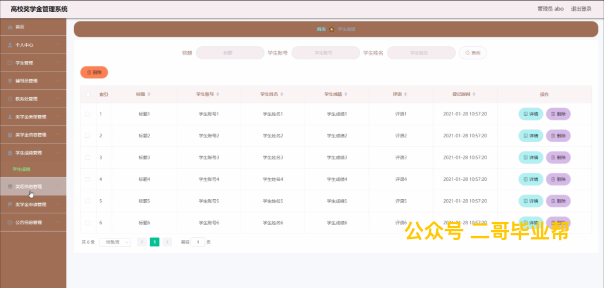 高校奖学金管理系统
管理员 abo 退出登录
首页
个人中心
学生管理
辅导员管理
奖学金类型管理
奖学金信息管理
学生成绩管理
学生成绩
奖学金申请管理
首页 学生成绩
标题 标题 学生账号 学生账号 学生姓名 学生姓名 查询
删除
索引 标题 学生账号 学生姓名 学生成绩 评语 登记时间 操作
1 标题1 学生账号1 学生姓名1 学生成绩1 评语1 2021-01-28 10:57:20 详情 删除
2 标题2 学生账号2 学生姓名2 学生成绩2 评语2 2021-01-28 10:57:20 详情 删除
3 标题3 学生账号3 学生姓名3 学生成绩3 评语3 2021-01-28 10:57:20 详情 删除
4 标题4 学生账号4 学生姓名4 学生成绩4 评语4 2021-01-28 10:57:20 详情 删除
5 标题5 学生账号5 学生姓名5 学生成绩5 评语5 2021-01-28 10:57:20 详情 删除
6 标题6 学生账号6 学生姓名6 学生成绩6 评语6 2021-01-28 10:57:20 详情 删除
共 6 条 10条/页 1 前往 1 页
公众号 二哥毕业帮